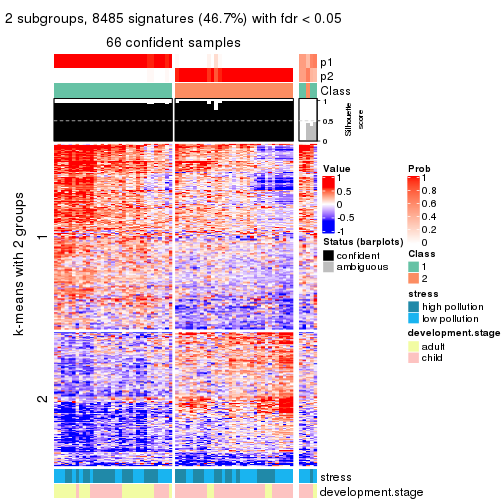 2 subgroups, 8485 signatures (46.7%) with fdr < 0.05
66 confident samples
p1
p2
Class
1
0.5
0
Silhouette
score
k-means with 2 groups
1
2
stress
development.stage
Value
1
0.5
0
-0.5
-1
Status (barplots)
confident
ambiguous
Prob
1
0.8
0.6
0.4
0.2
0
Class
1
2
stress
high pollution
low pollution
development.stage
adult
child